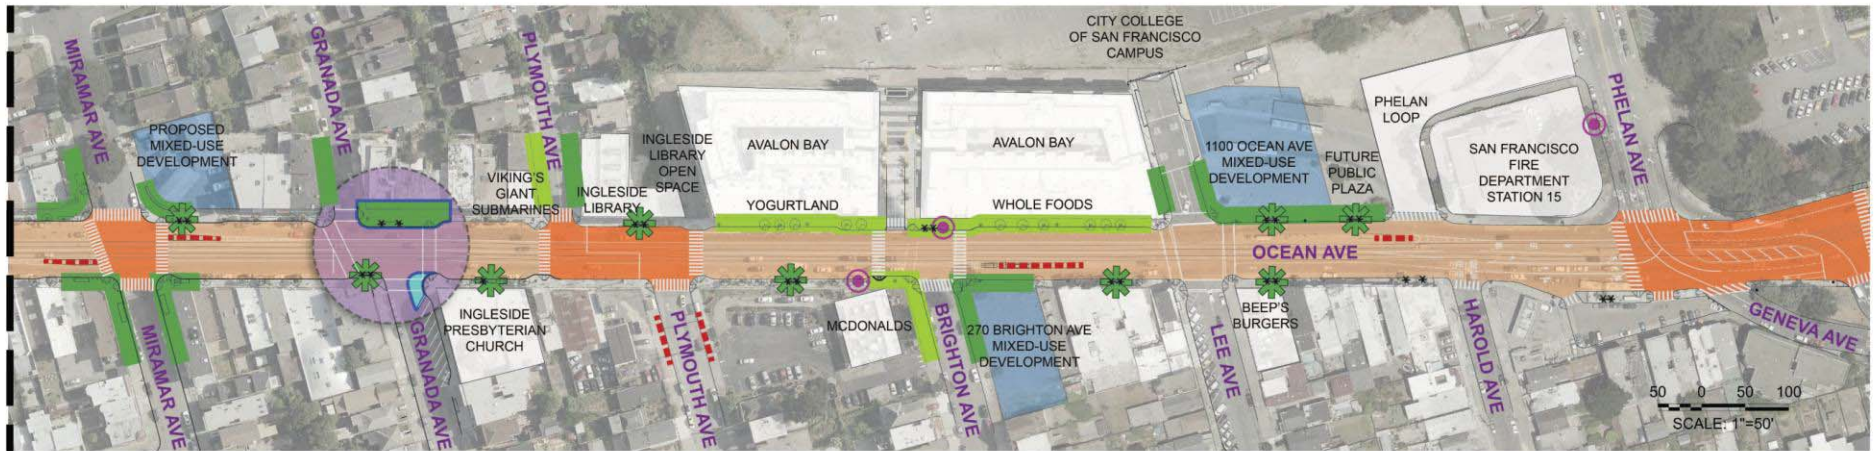 CITY COLLEGE
OF SAN FRANCISCO
CAMPUS
MIRAMAR AVE
GRANADA AVE
PLYMOUTH AVE
PHELAN AVE
PROPOSED
MIXED-USE
DEVELOPMENT
VIKING'S
GIANT
SUBMARINES
INGLESIDE
LIBRARY
INGLESIDE
LIBRARY
OPEN
SPACE
AVALON BAY
YOGURTLAND
AVALON BAY
WHOLE FOODS
1100 OCEAN AVE
MIXED-USE
DEVELOPMENT
FUTURE
PUBLIC
PLAZA
PHELAN
LOOP
SAN FRANCISCO
FIRE
DEPARTMENT
STATION 15
OCEAN AVE
MIRAMAR AVE
GRANADA AVE
INGLESIDE
PRESBYTERIAN
CHURCH
PLYMOUTH AVE
MCDONALDS
BRIGHTON AVE
270 BRIGHTON AVE
MIXED-USE
DEVELOPMENT
LEE AVE
BEEP'S
BURGERS
HAROLD AVE
GENEVA AVE
50 0 50 100
SCALE: 1"=50'